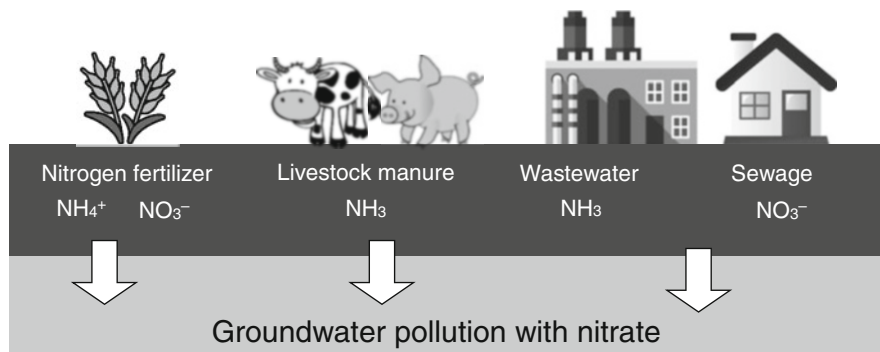 Nitrogen fertilizer Livestock manure Wastewater Sewage
NH₄⁺ NO₃⁻ NH₃ NH₃ NO₃⁻
Groundwater pollution with nitrate